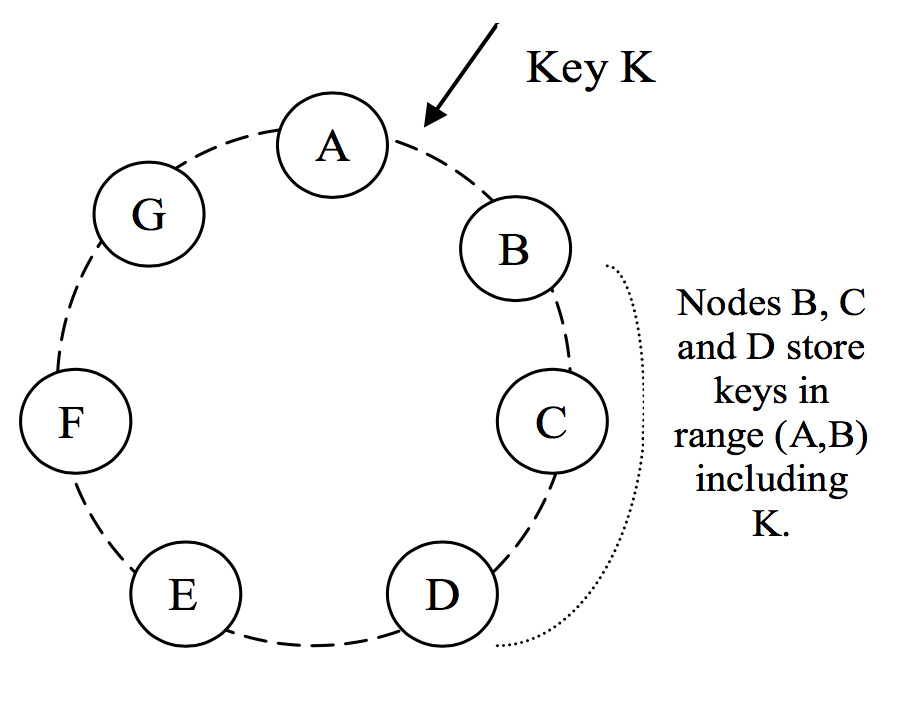 Key K
A
G
B
Nodes B, C
and D store
keys in
range (A,B)
including
K.
F
C
E
D